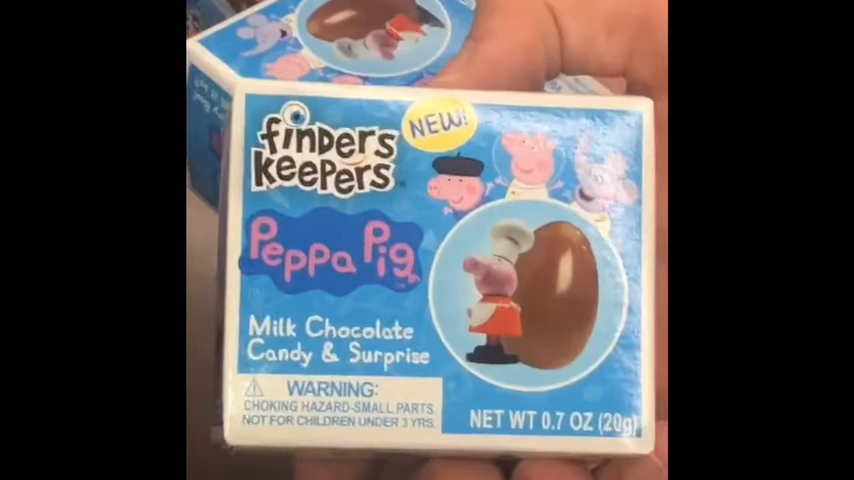 finders
keepers
NEW!
Peppa Pig
Milk Chocolate
Candy & Surprise
WARNING:
CHOKING HAZARD-SMALL PARTS
NOT FOR CHILDREN UNDER 3 YRS.
NET WT 0.7 OZ (20g)